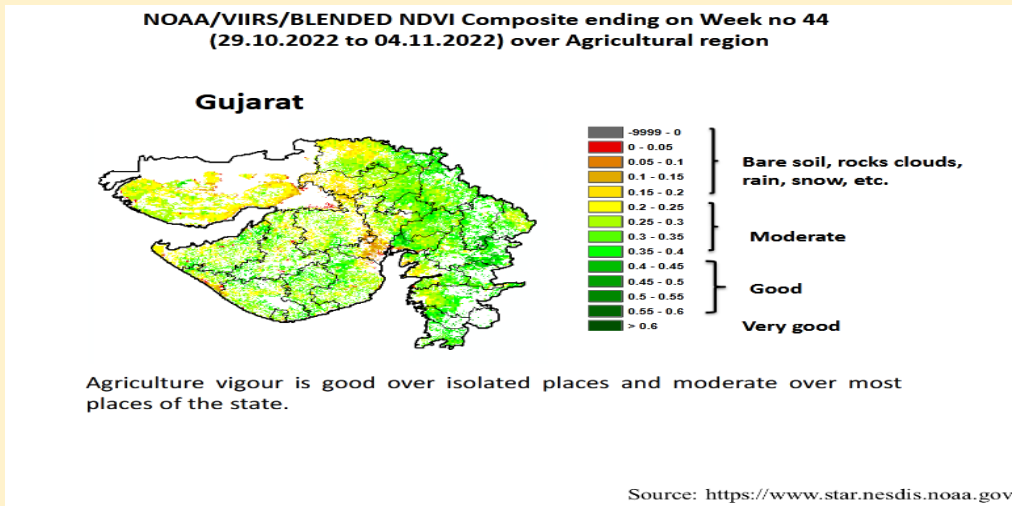 NOAA/VIIRS/BLENDED NDVI Composite ending on Week no 44
(29.10.2022 to 04.11.2022) over Agricultural region
Gujarat
-9999 - 0
0 - 0.05
0.05 - 0.1
0.1 - 0.15
0.15 - 0.2
0.2 - 0.25
0.25 - 0.3
0.3 - 0.35
0.35 - 0.4
0.4 - 0.45
0.45 - 0.5
0.5 - 0.55
0.55 - 0.6
> 0.6
Bare soil, rocks clouds,
rain, snow, etc.
Moderate
Good
Very good
Agriculture vigour is good over isolated places and moderate over most
places of the state.
Source: https://www.star.nesdis.noaa.gov